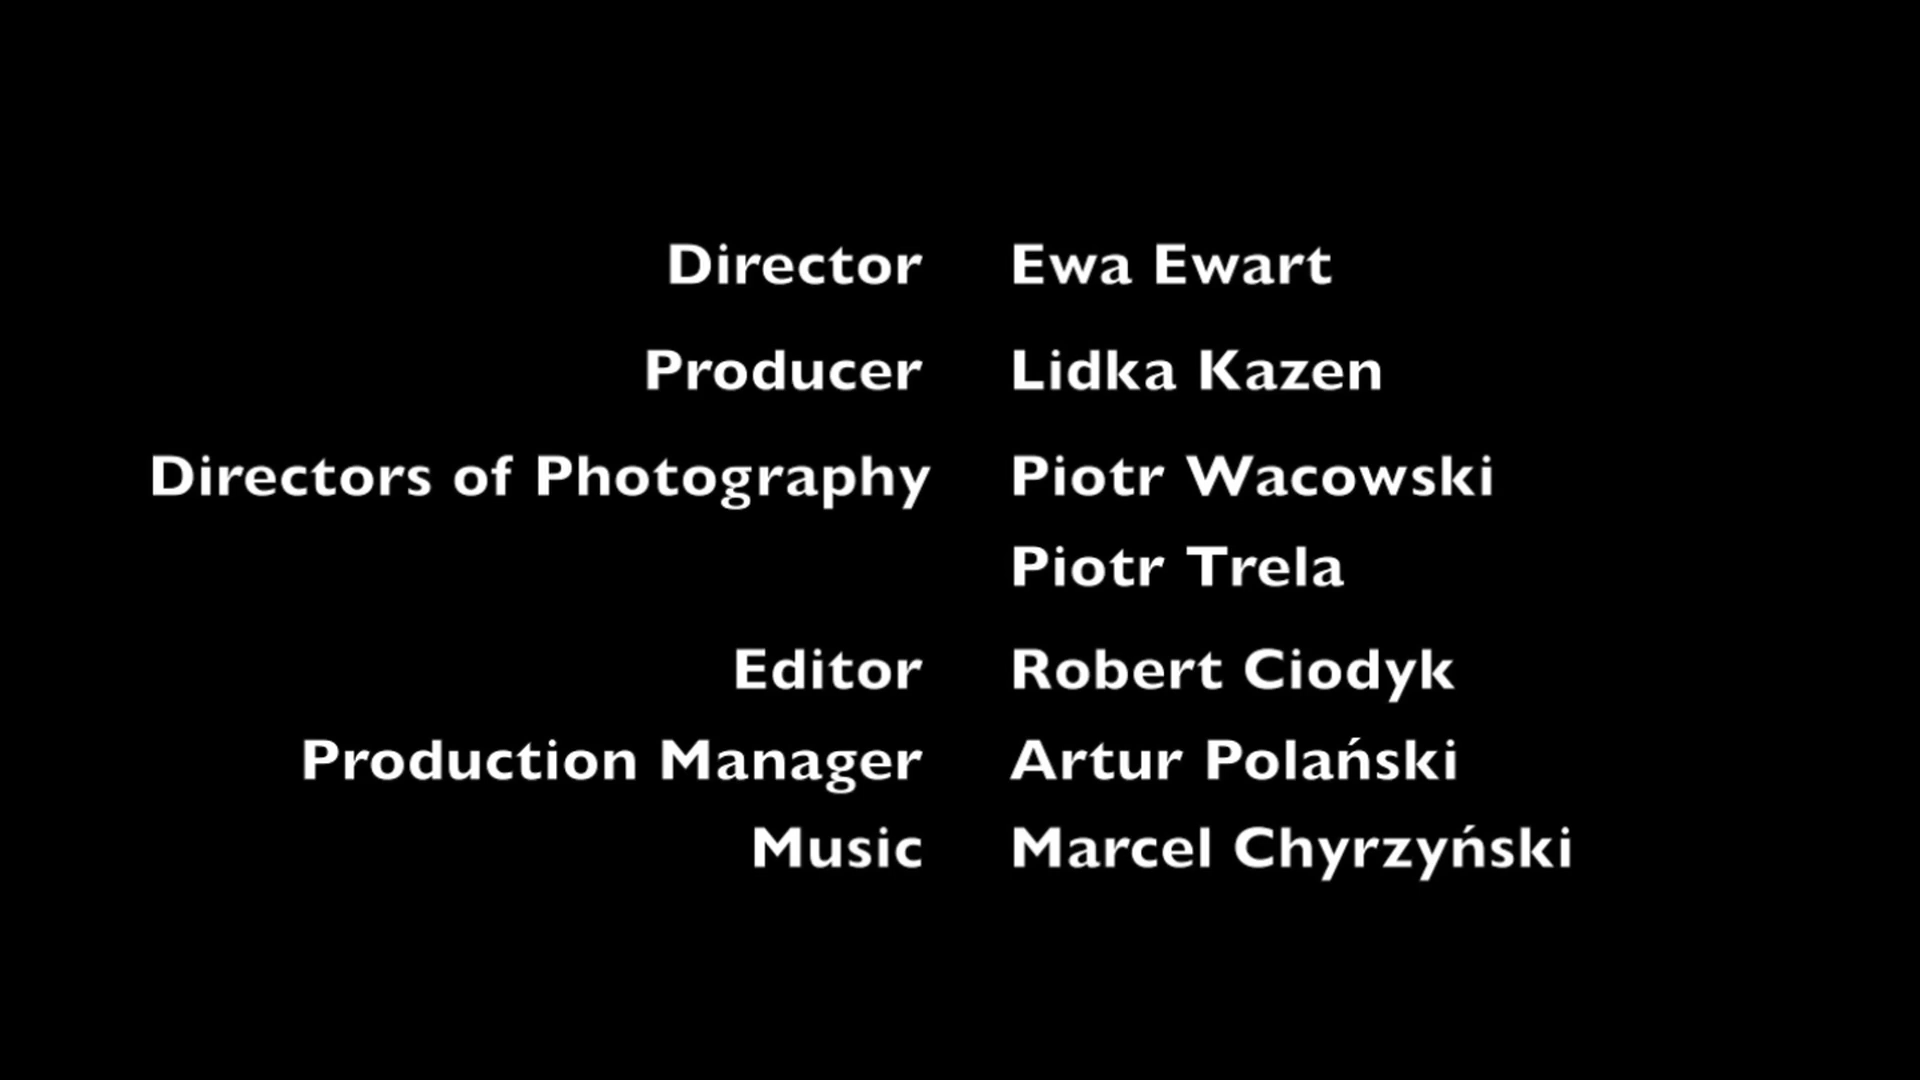 Director Ewa Ewart
Producer Lidka Kazen
Directors of Photography Piotr Wacowski
Piotr Trela
Editor Robert Ciodyk
Production Manager Artur Polański
Music Marcel Chyrzyński